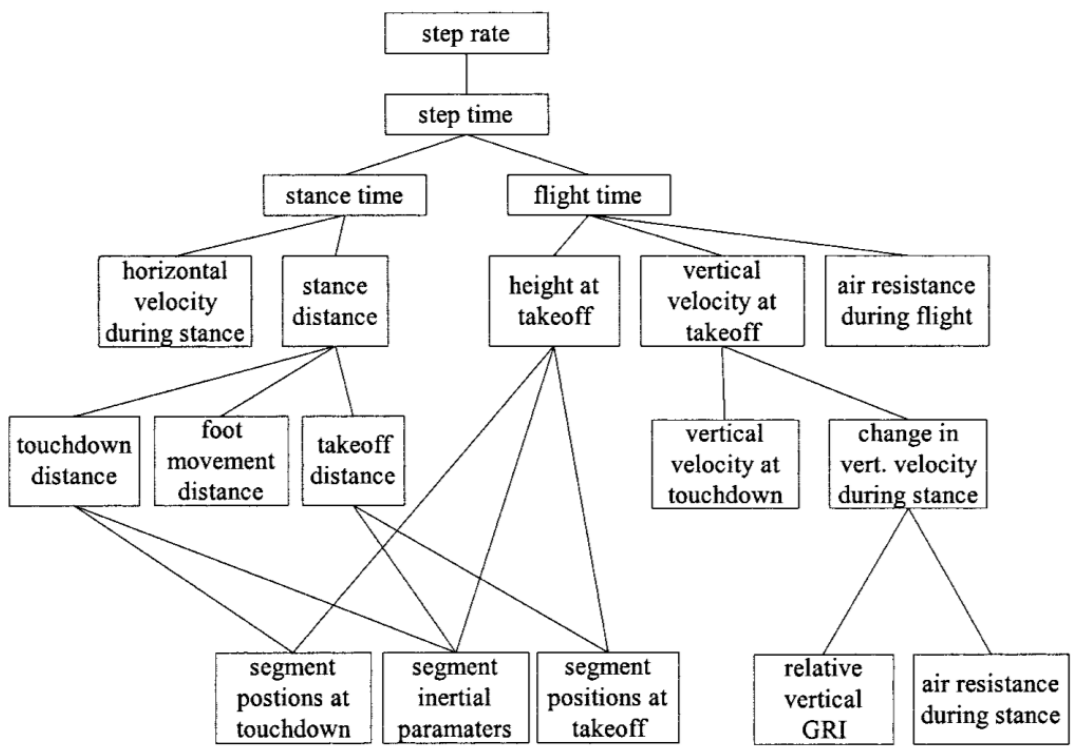 step rate
step time
stance time
flight time
horizontal
velocity
during stance
stance
distance
height at
takeoff
vertical
velocity at
takeoff
air resistance
during flight
touchdown
distance
foot
movement
distance
takeoff
distance
vertical
velocity at
touchdown
change in
vert. velocity
during stance
segment
postions at
touchdown
segment
inertial
paramaters
segment
positions at
takeoff
relative
vertical
GRI
air resistance
during stance